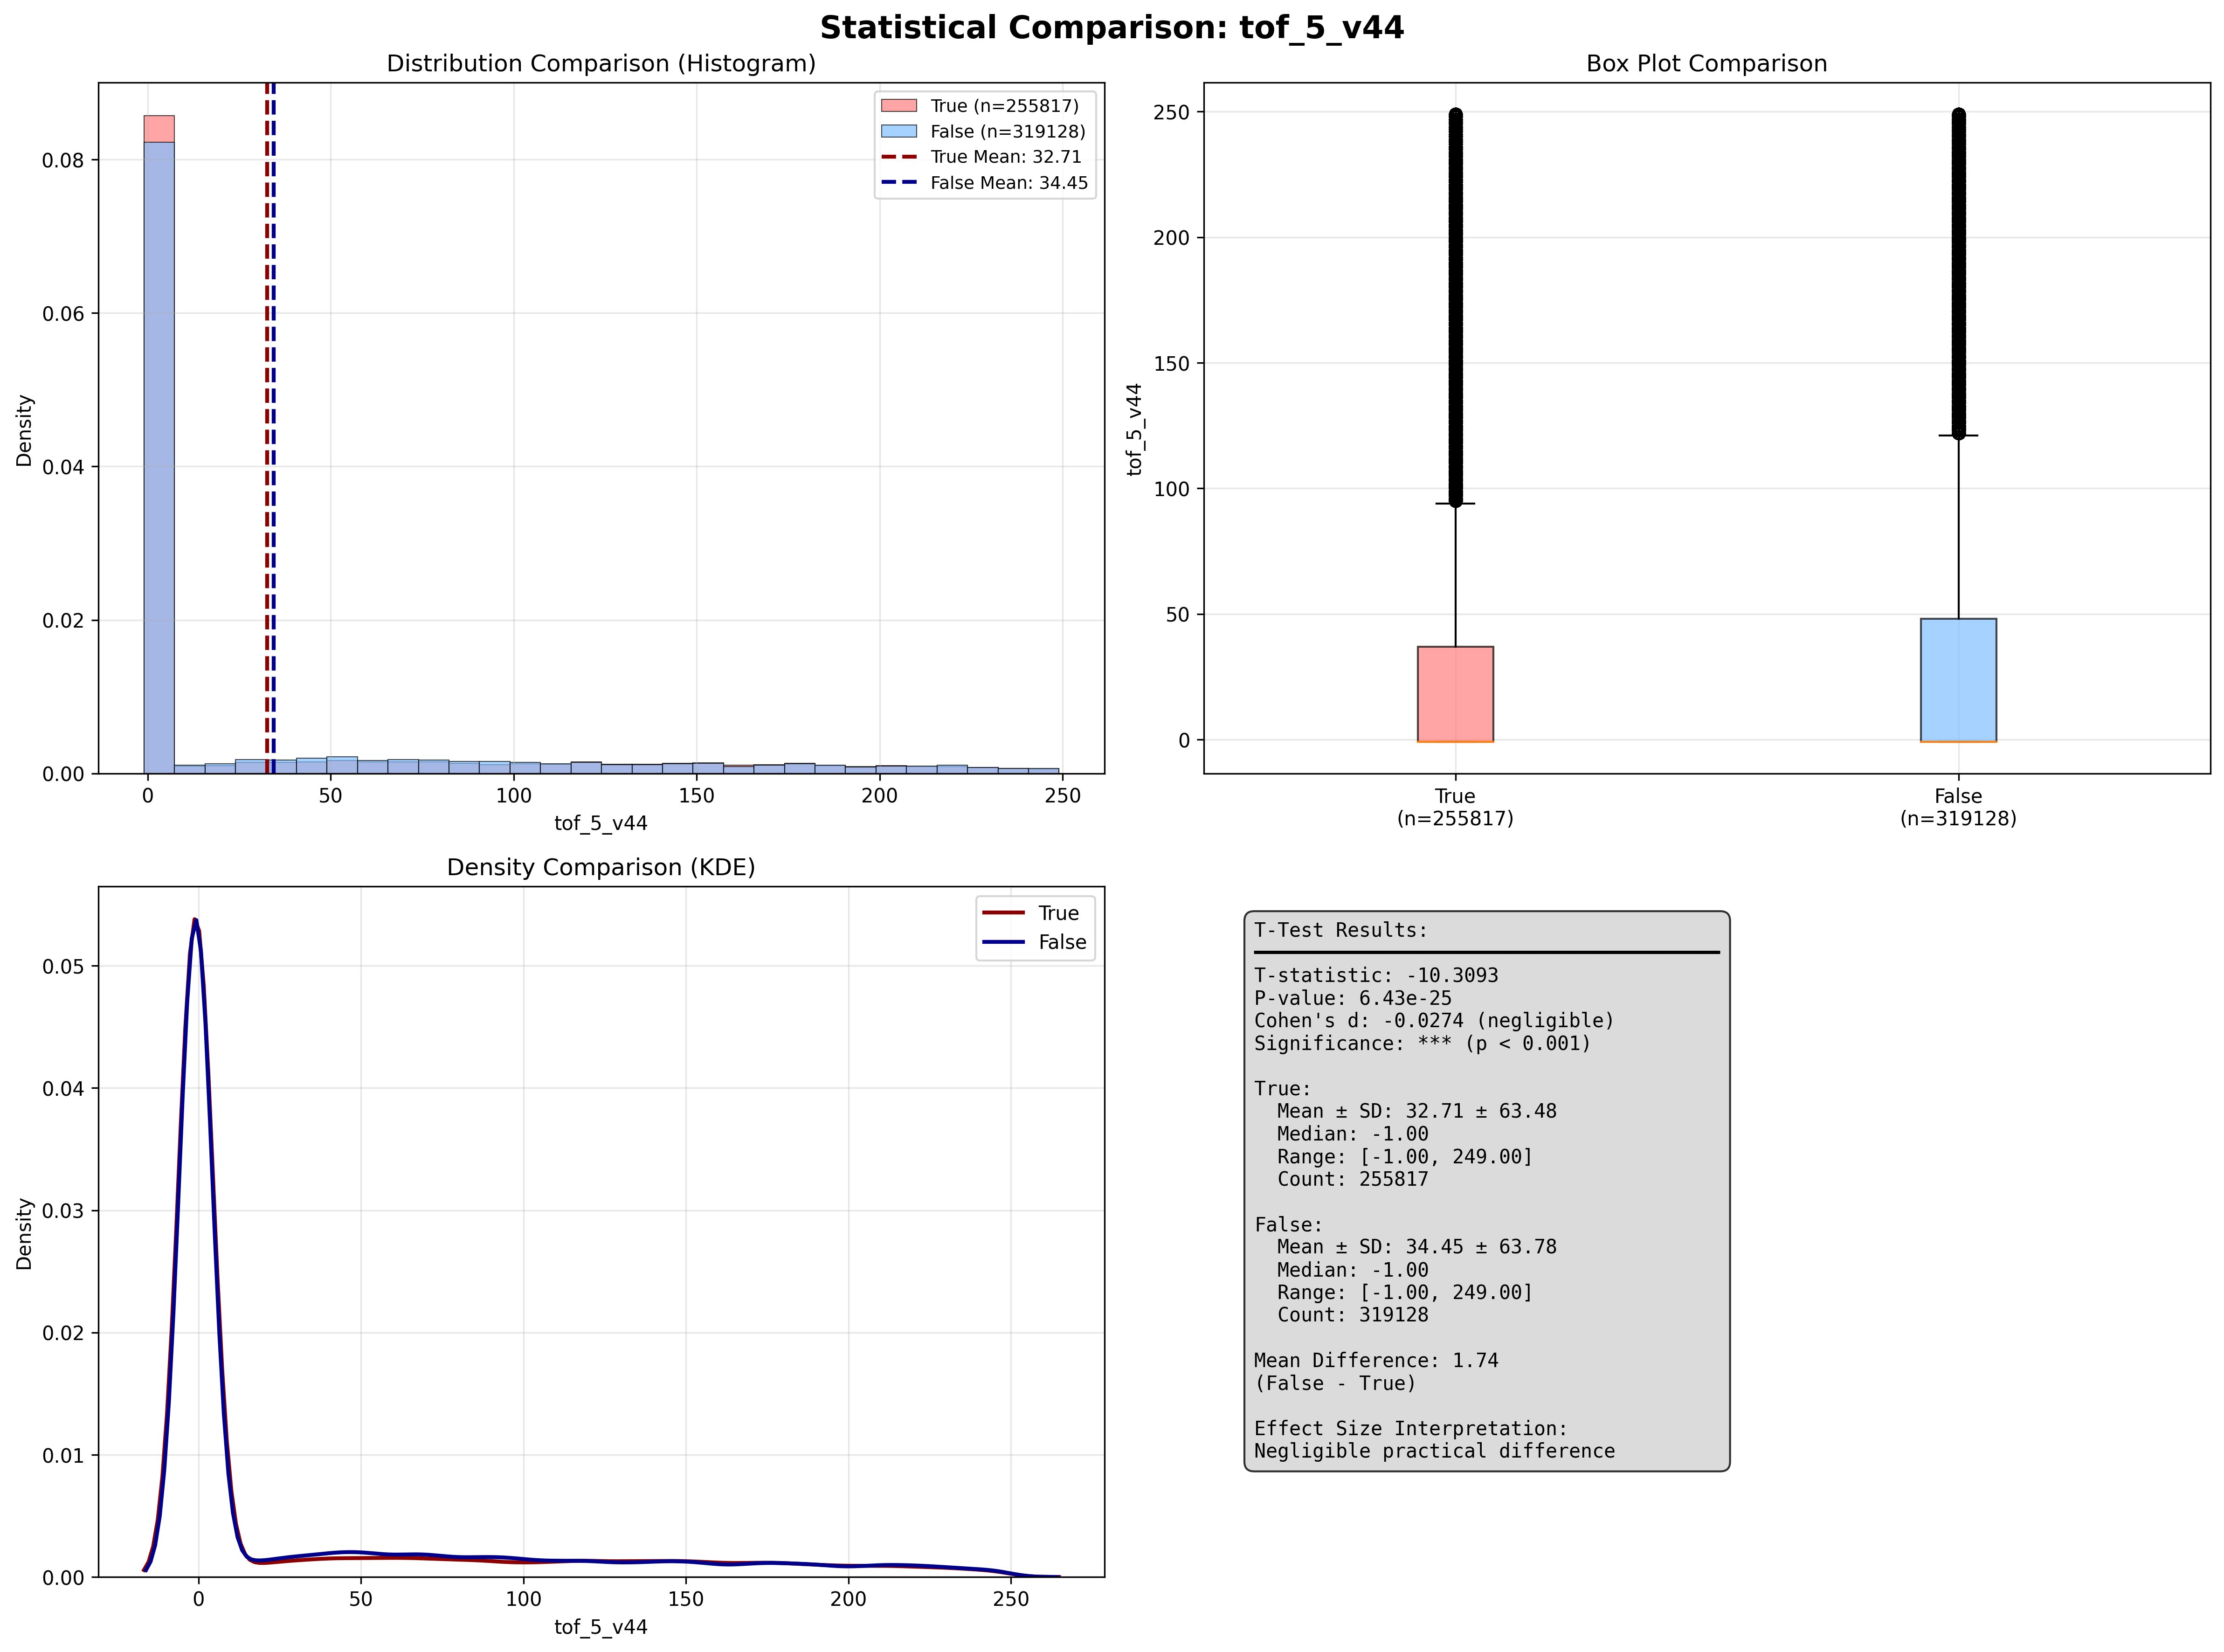 Statistical Comparison: tof_5_v44
Distribution Comparison (Histogram)
Density
0.08
0.06
0.04
0.02
0.00
0
50
100
150
200
250
tof_5_v44
True (n=255817)
False (n=319128)
True Mean: 32.71
False Mean: 34.45
Box Plot Comparison
tof_5_v44
250
200
150
100
50
0
True
(n=255817)
False
(n=319128)
Density Comparison (KDE)
Density
0.05
0.04
0.03
0.02
0.01
0.00
0
50
100
150
200
250
tof_5_v44
True
False
T-Test Results:
T-statistic: -10.3093
P-value: 6.43e-25
Cohen's d: -0.0274 (negligible)
Significance: *** (p < 0.001)
True:
Mean ± SD: 32.71 ± 63.48
Median: -1.00
Range: [-1.00, 249.00]
Count: 255817
False:
Mean ± SD: 34.45 ± 63.78
Median: -1.00
Range: [-1.00, 249.00]
Count: 319128
Mean Difference: 1.74
(False - True)
Effect Size Interpretation:
Negligible practical difference